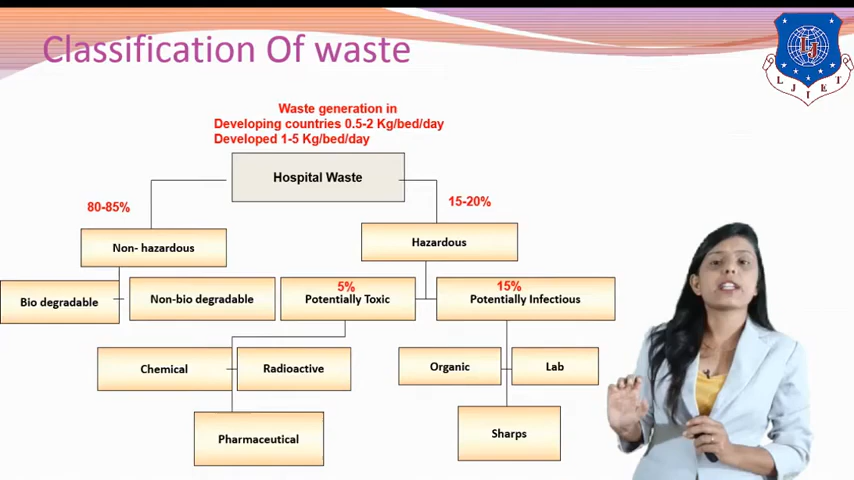 Classification Of waste
LJIET
Waste generation in
Developing countries 0.5-2 Kg/bed/day
Developed 1-5 Kg/bed/day
Hospital Waste
80-85%
15-20%
Non- hazardous
Hazardous
Bio degradable
Non-bio degradable
5%
Potentially Toxic
15%
Potentially Infectious
Chemical
Radioactive
Organic
Lab
Pharmaceutical
Sharps